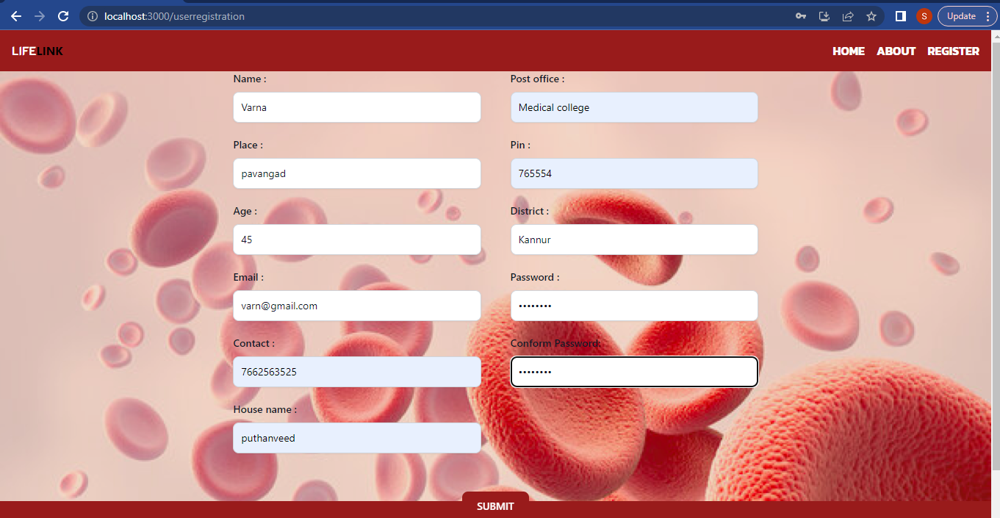 localhost:3000/userregistration
S
Update
LIFELINK
HOME ABOUT REGISTER
Name :
Varna
Place :
pavangad
Age :
45
Email :
varn@gmail.com
Contact :
7662563525
House name :
puthanveed
Post office :
Medical college
Pin :
765554
District :
Kannur
Password :
••••••••
Conform Password:
••••••••
SUBMIT